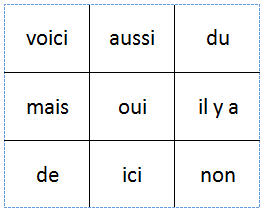 voici aussi du
mais oui il y a
de ici non